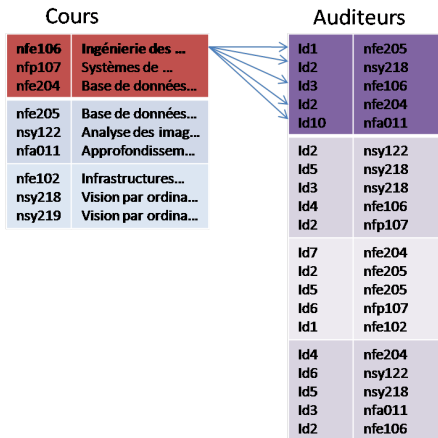 Cours
nfe106 Ingénierie des ...
nfp107 Systèmes de ...
nfe204 Base de données...
nfe205 Base de données...
nsy122 Analyse des imag...
nfa011 Approfondissem...
nfe102 Infrastructures...
nsy218 Vision par ordina...
nsy219 Vision par ordina...
Auditeurs
Id1 nfe205
Id2 nsy218
Id3 nfe106
Id2 nfe204
Id10 nfa011
Id2 nsy122
Id5 nsy218
Id3 nsy218
Id4 nfe106
Id2 nfp107
Id7 nfe204
Id2 nfe205
Id5 nfe205
Id6 nfp107
Id1 nfe102
Id4 nfe204
Id6 nsy122
Id5 nsy218
Id3 nfa011
Id2 nfe106